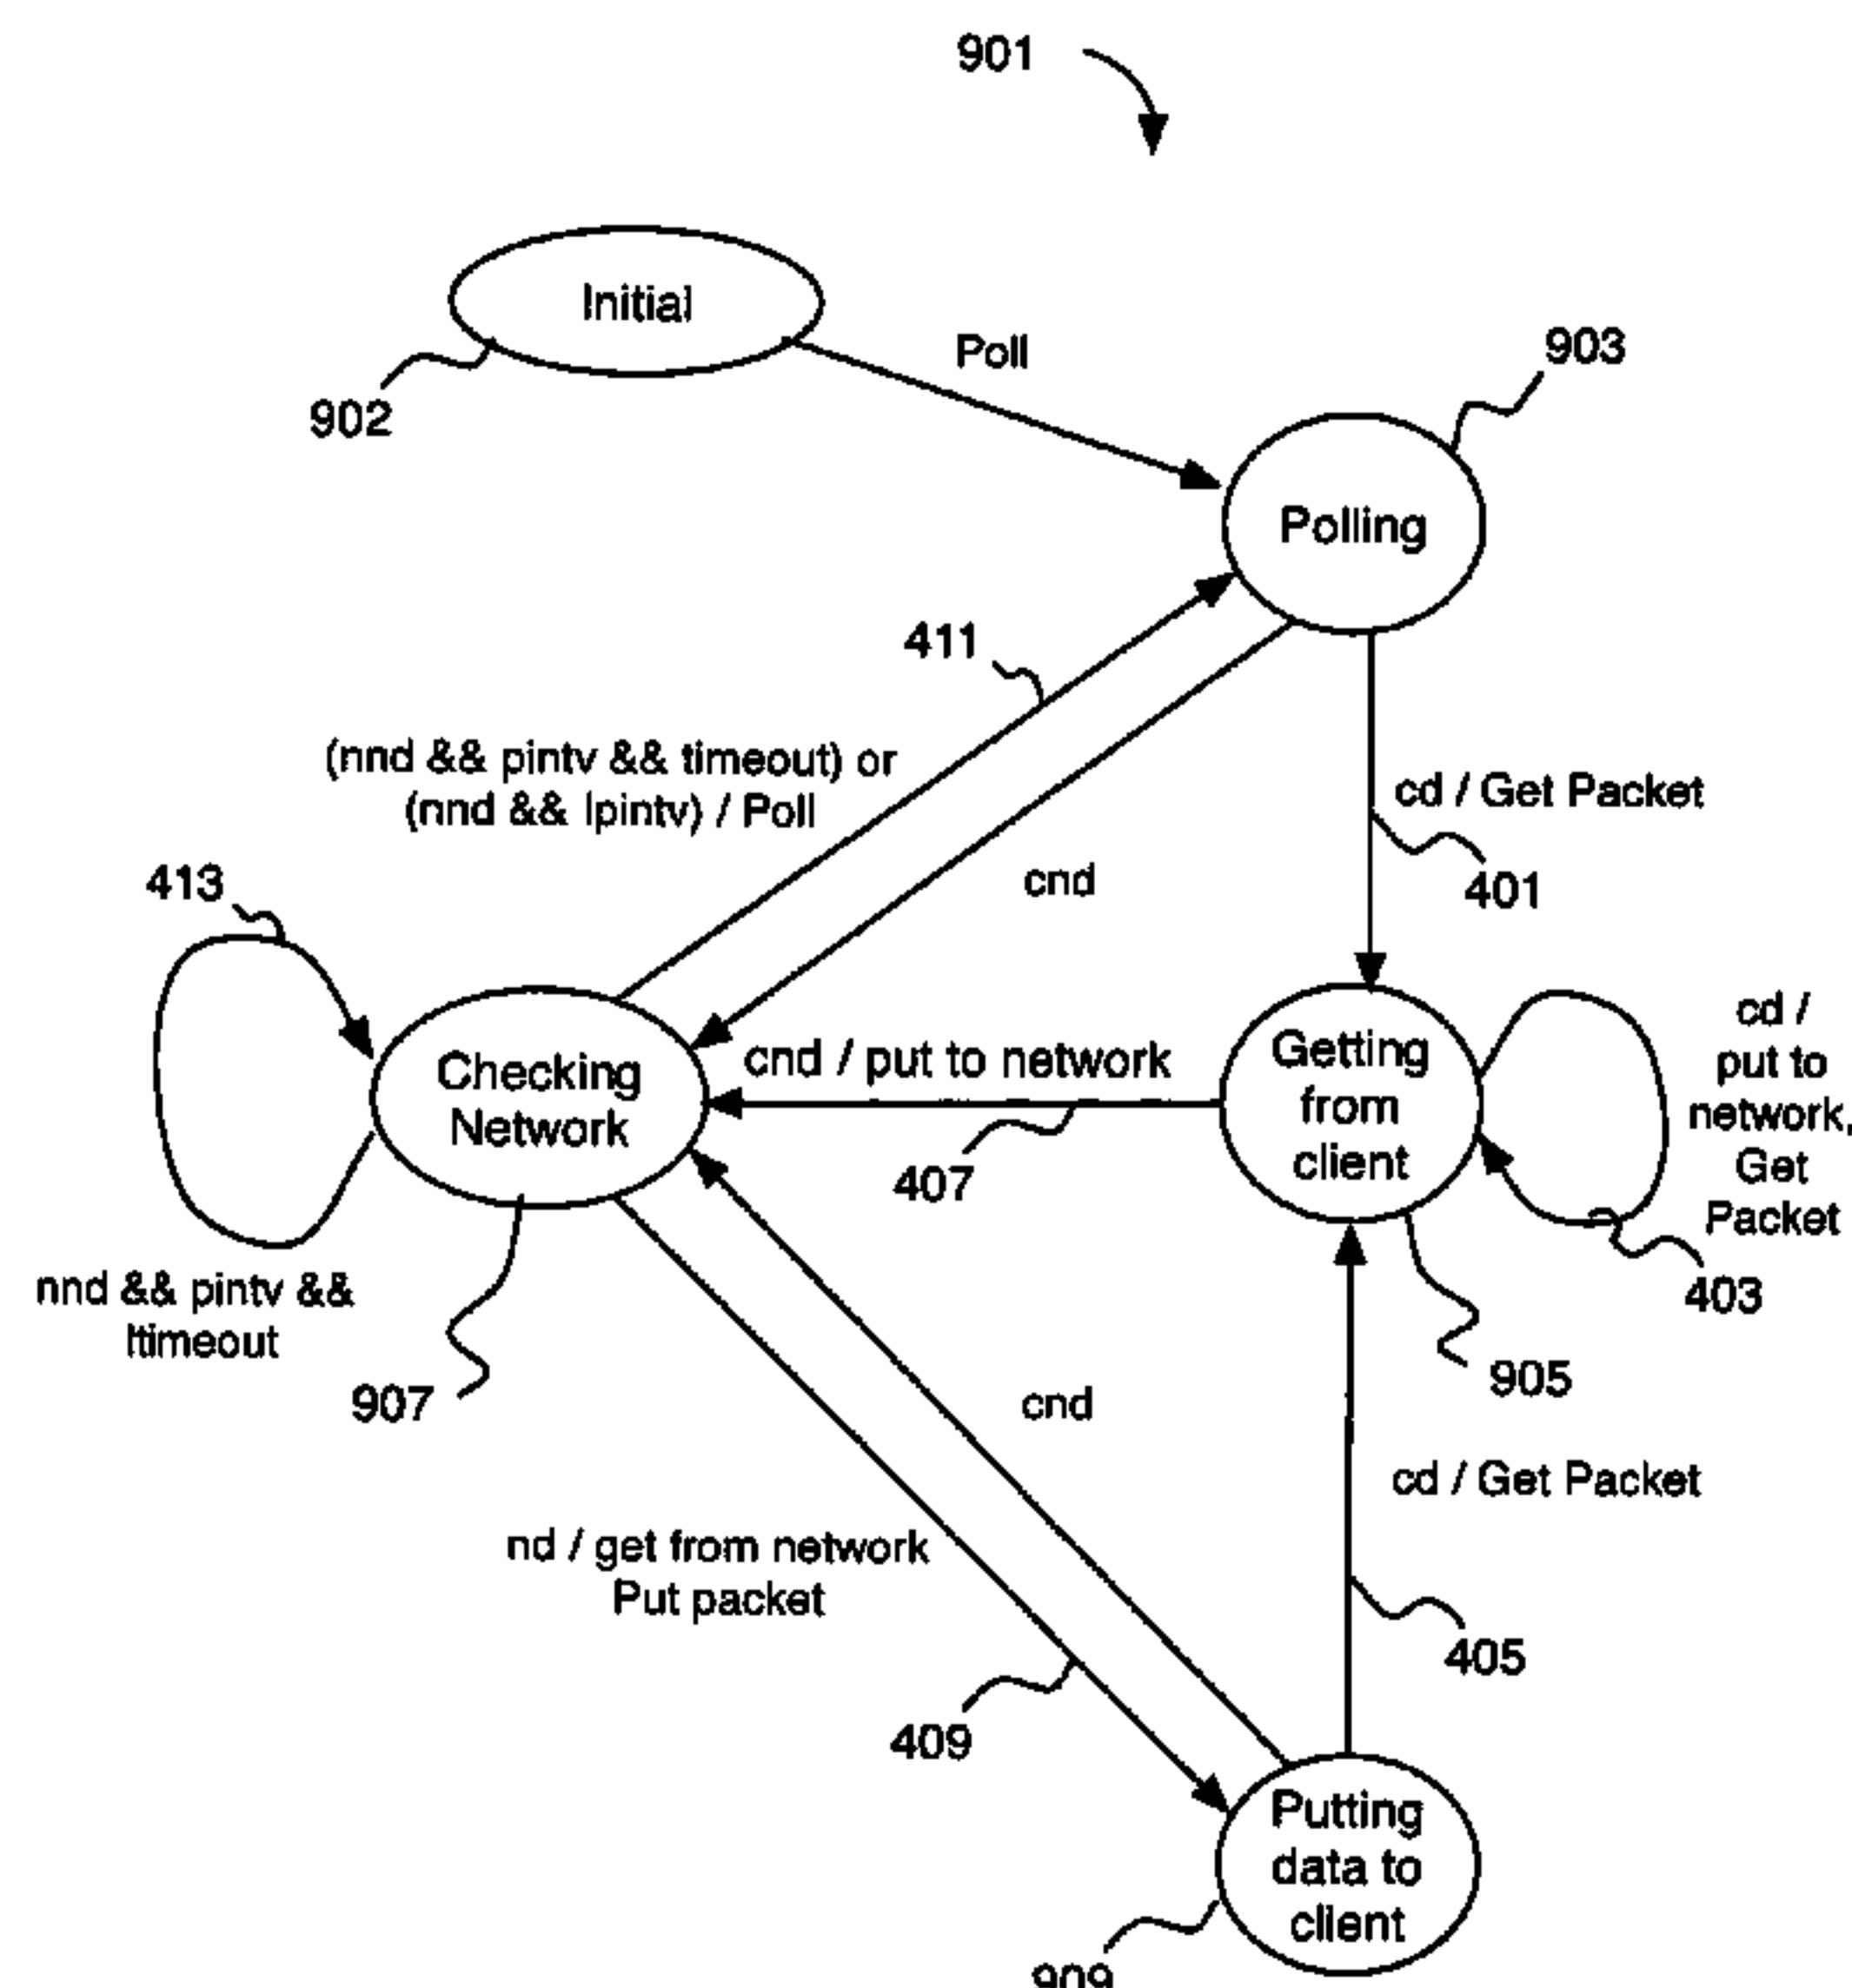 901
Initial
Poll
903
902
Polling
411
(nnd && pintv && timeout) or
(nnd && !pintv) / Poll
cd / Get Packet
401
cnd
413
Checking
Network
cnd / put to network
Getting
from
client
cd /
put to
network,
Get
Packet
407
403
nnd && pintv &&
!timeout
907
905
cnd
cd / Get Packet
nd / get from network
Put packet
405
409
Putting
data to
client
909